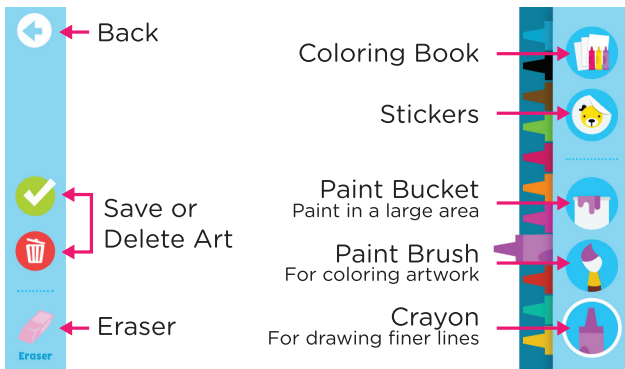 Back
Save or
Delete Art
Eraser
Eraser
Coloring Book
Stickers
Paint Bucket
Paint in a large area
Paint Brush
For coloring artwork
Crayon
For drawing finer lines